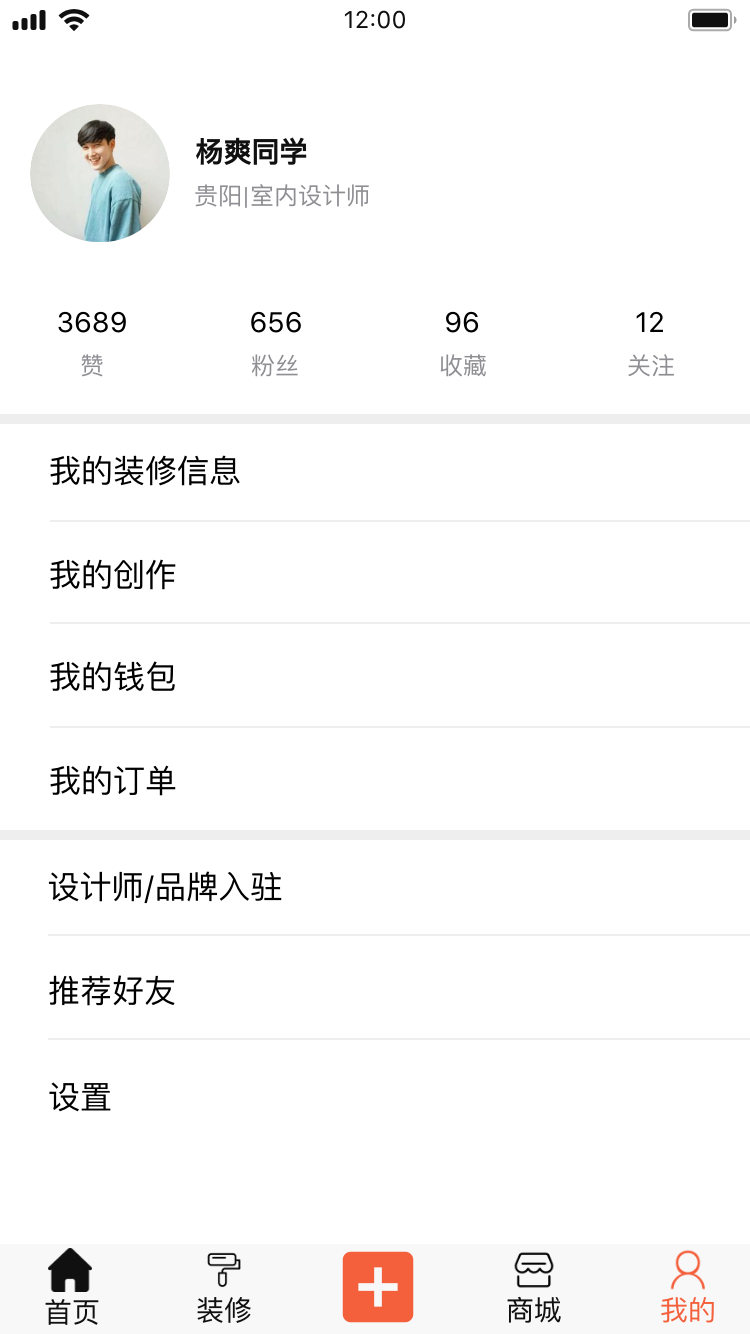 12:00
杨爽同学
贵阳|室内设计师
3689 656 96 12
赞 粉丝 收藏 关注
我的装修信息
我的创作
我的钱包
我的订单
设计师/品牌入驻
推荐好友
设置
首页 装修 商城 我的